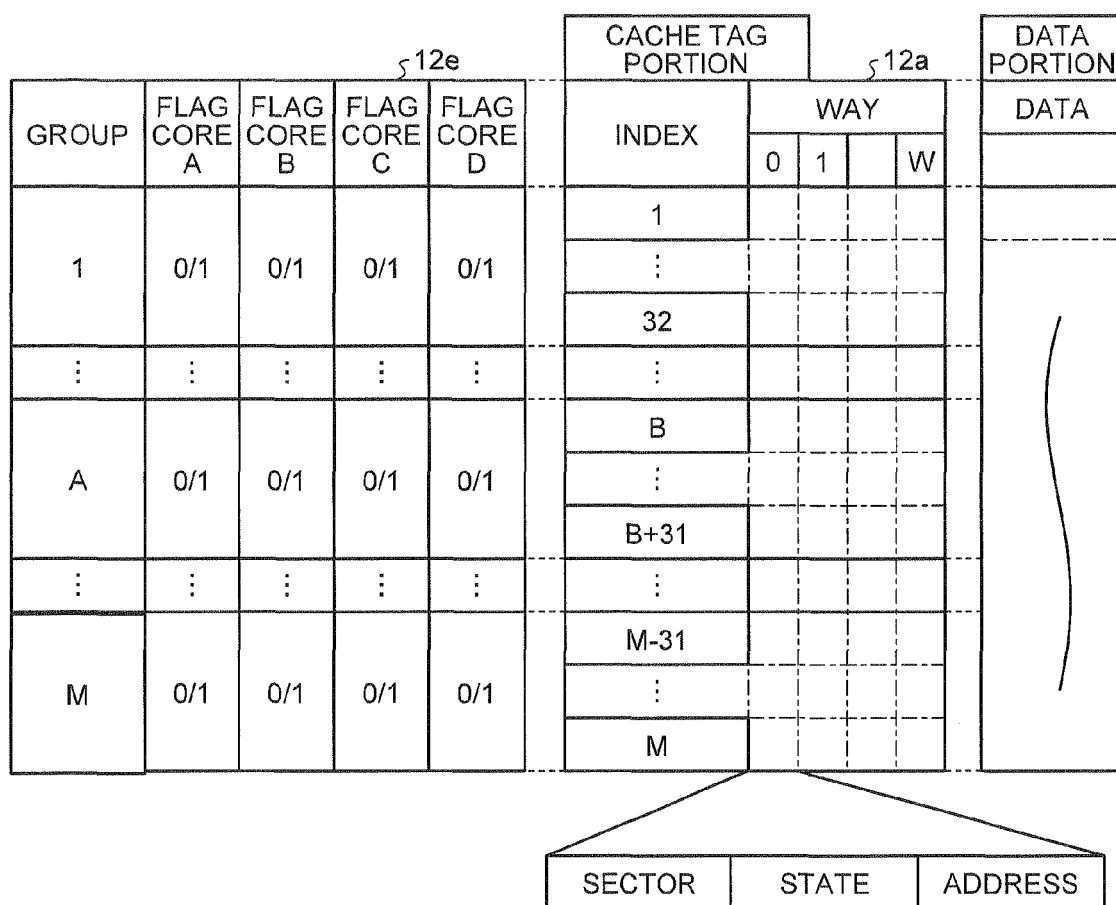 12e
GROUP FLAG CORE A FLAG CORE B FLAG CORE C FLAG CORE D
1 0/1 0/1 0/1 0/1
⋮ ⋮ ⋮ ⋮ ⋮
A 0/1 0/1 0/1 0/1
⋮ ⋮ ⋮ ⋮ ⋮
M 0/1 0/1 0/1 0/1
CACHE TAG
PORTION
12a
INDEX WAY
0 1 W
1
⋮
32
⋮
B
⋮
B+31
⋮
M-31
⋮
M
DATA
PORTION
DATA
SECTOR STATE ADDRESS